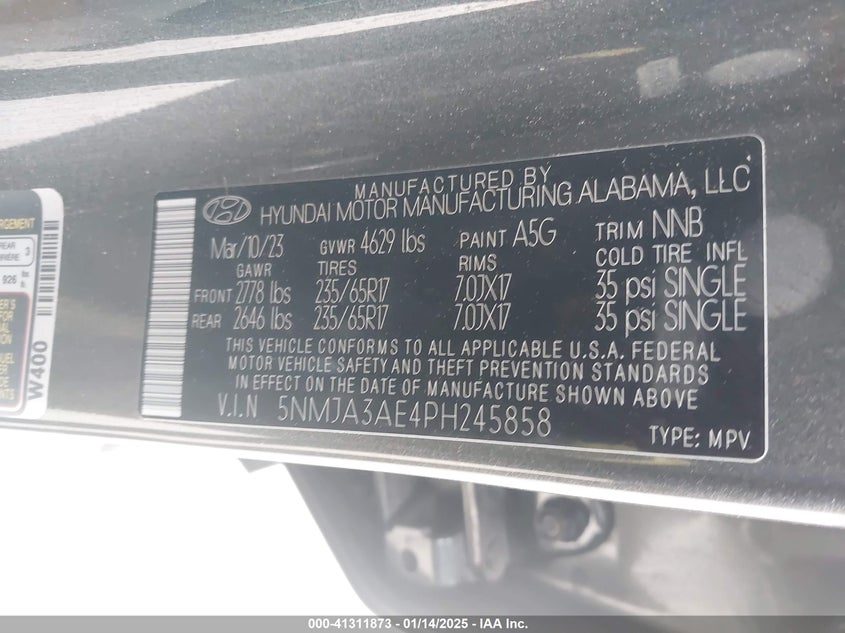 MANUFACTURED BY
HYUNDAI MOTOR MANUFACTURING ALABAMA, LLC
Mar/10/23 GVWR 4629 lbs PAINT A5G TRIM NNB
GAWR TIRES RIMS COLD TIRE INFL
FRONT 2778 lbs 235/65R17 7.0JX17 35 psi SINGLE
REAR 2646 lbs 235/65R17 7.0JX17 35 psi SINGLE
THIS VEHICLE CONFORMS TO ALL APPLICABLE U.S.A. FEDERAL
MOTOR VEHICLE SAFETY AND THEFT PREVENTION STANDARDS
IN EFFECT ON THE DATE OF MANUFACTURE SHOWN ABOVE.
V.I.N 5NMJA3AE4PH245858
TYPE: MPV
REAR
3
926
W400
000-41311873 — 01/14/2025 — IAA Inc.